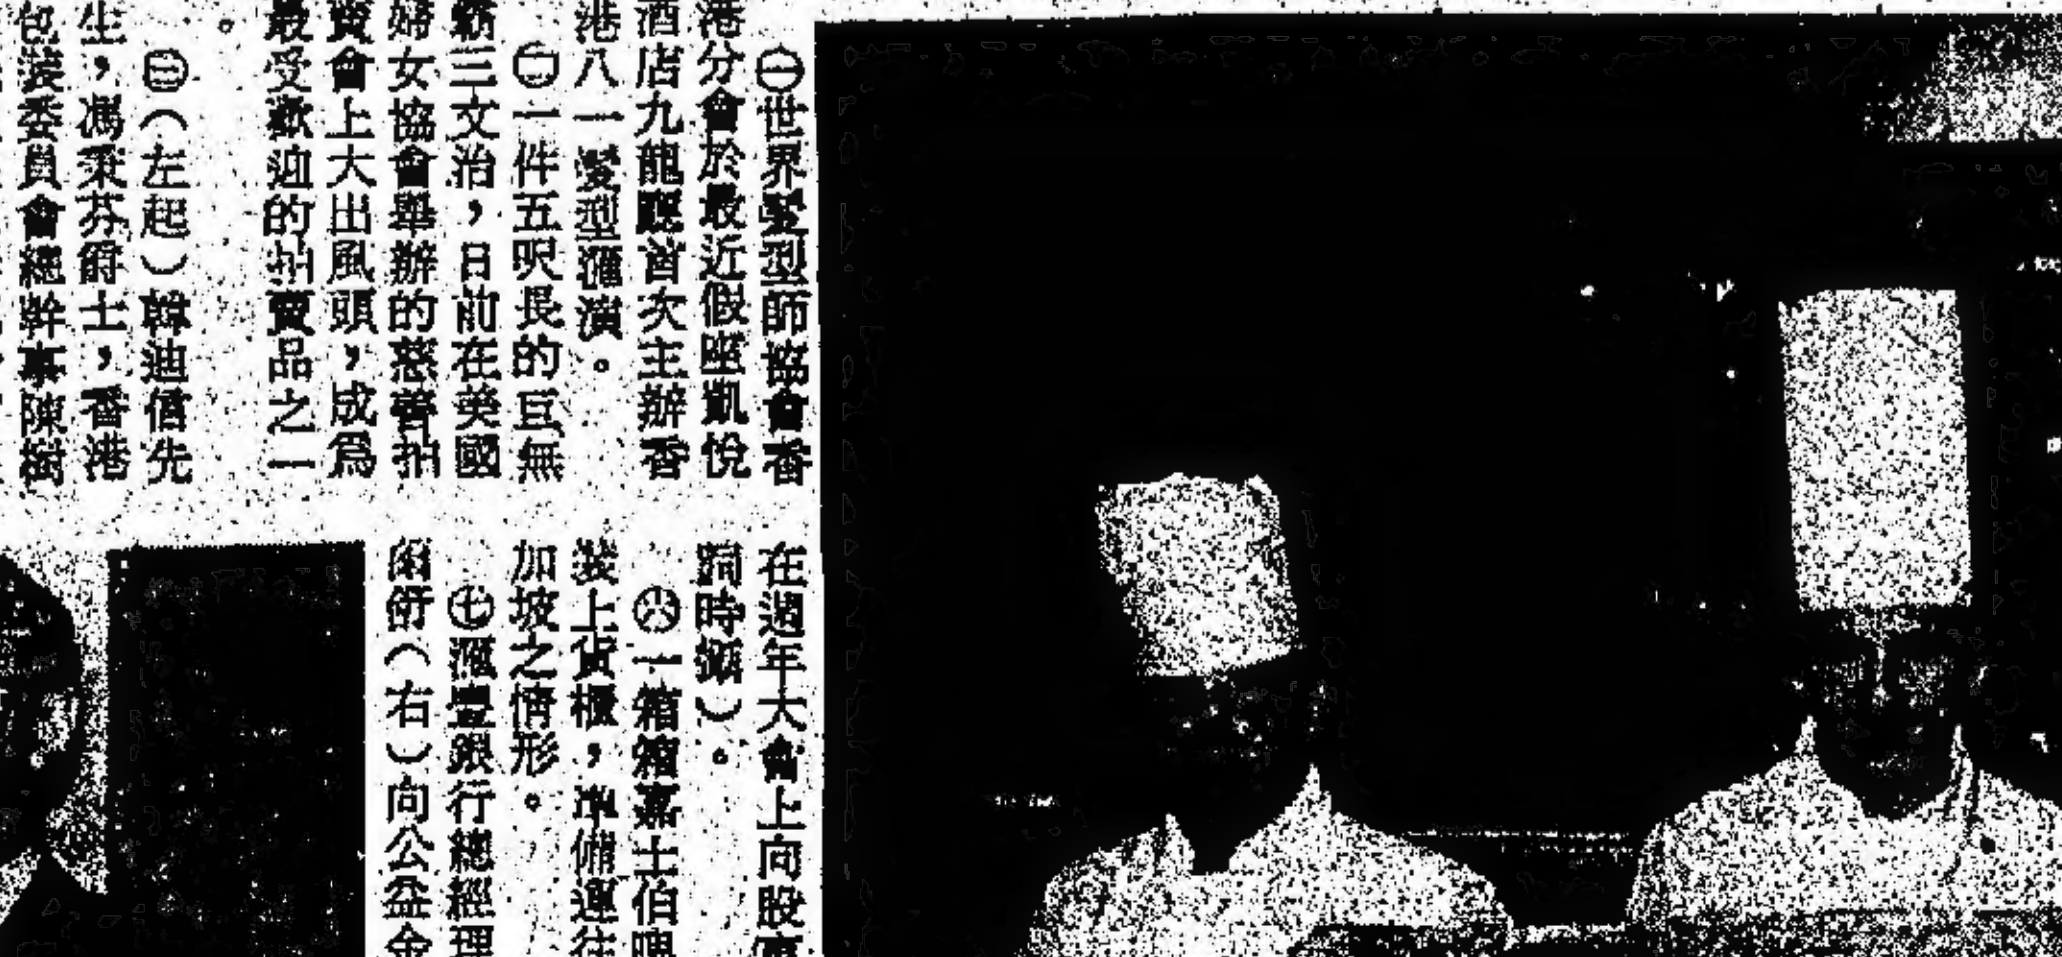 ㊀世界髮型師協會香
港分會於最近假座凱悅
酒店九龍廳首次主辦香
港八一髮型滙演。
㊁一件五呎長的巨無
霸三文治，日前在美國
婦女協會舉辦的慈善拍
賣會上大出風頭，成爲
最受歡迎的拍賣品之一
。
㊂（左起）韓迪信先
生，馮秉芬爵士，香港
包裝委員會總幹事陳樹
在週年大會上向股
詞時攝）。
㊅一箱箱嘉士伯啤
裝上貨櫃，準備運往
加坡之情形。
㊆滙豐銀行總經理
（右）向公益金